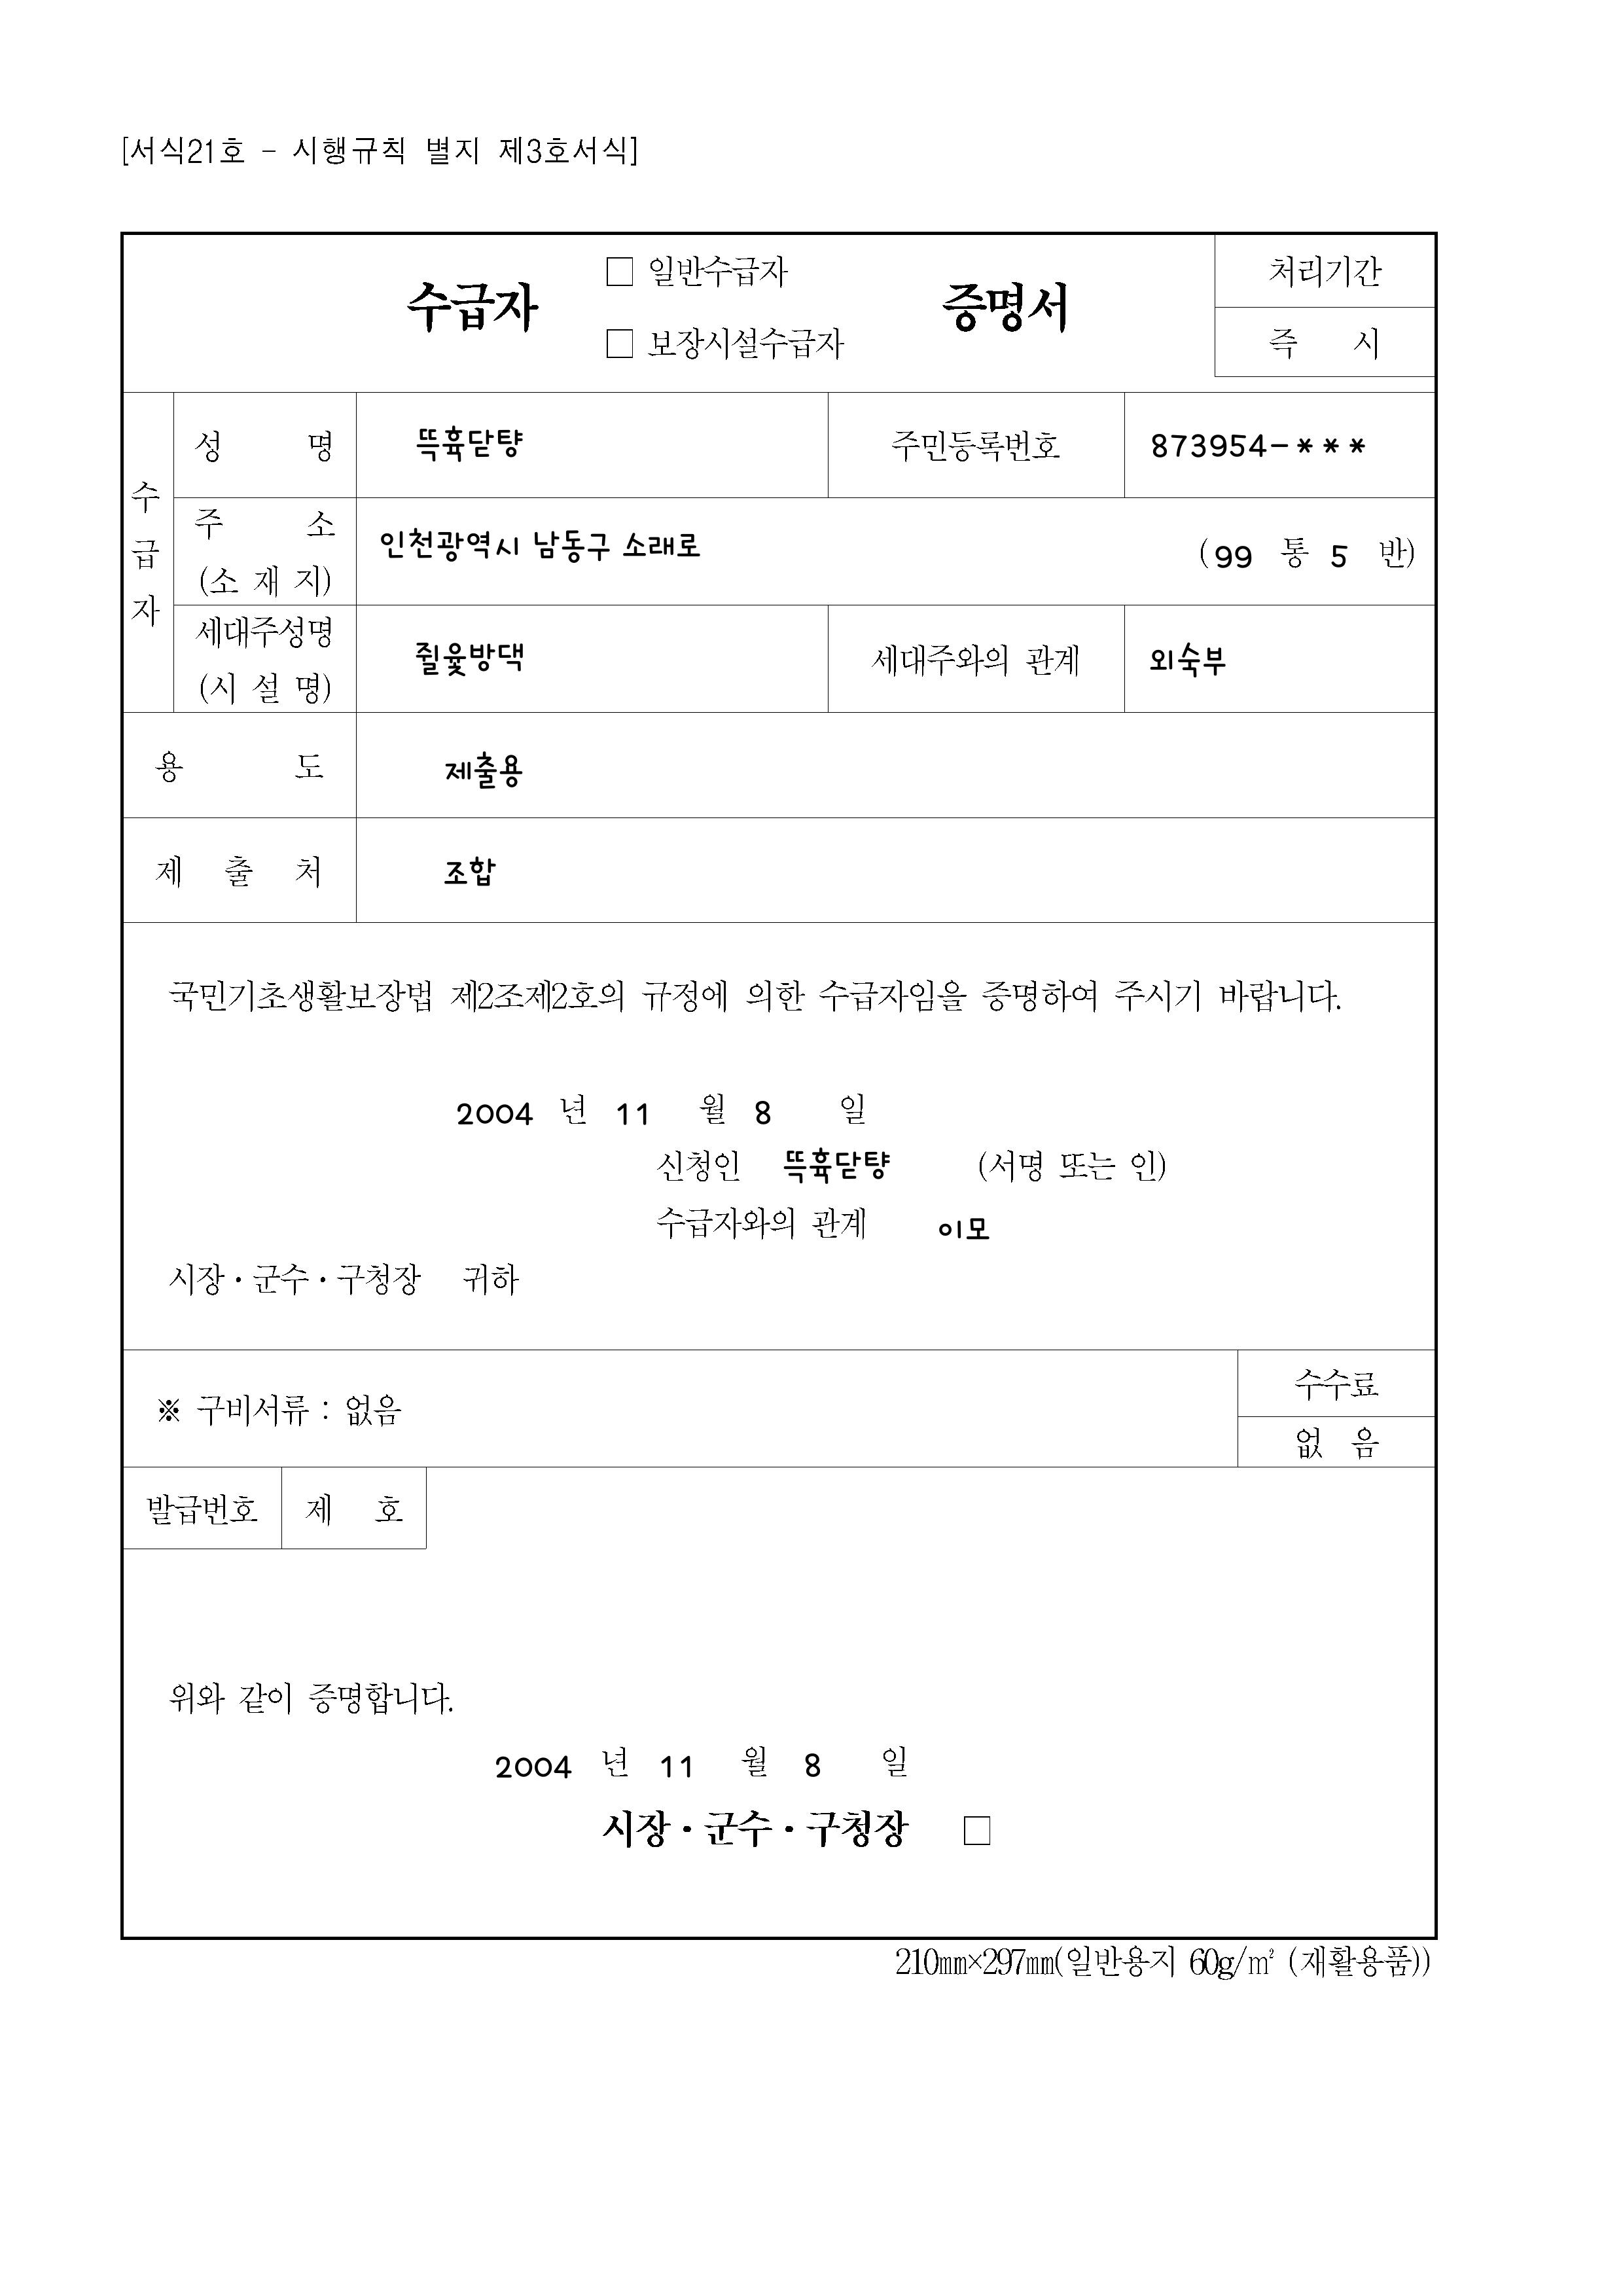 [서식21호 - 시행규칙 별지 제3호서식]
수급자 □ 일반수급자 □ 보장시설수급자 증명서
처리기간
즉 시
수급자
성 명 뜍휵닫턍 주민등록번호 873954-***
주 소 (소 재 지) 인천광역시 남동구 소래로 (99 통 5 반)
세대주성명 (시 설 명) 쥘윷방댁 세대주와의 관계 외숙부
용 도 제출용
제 출 처 조합
국민기초생활보장법 제2조제2호의 규정에 의한 수급자임을 증명하여 주시기 바랍니다.
2004 년 11 월 8 일
신청인 뜍휵닫턍 (서명 또는 인)
수급자와의 관계 이모
시장·군수·구청장 귀하
※ 구비서류 : 없음
수수료
없 음
발급번호 제 호
위와 같이 증명합니다.
2004 년 11 월 8 일
시장·군수·구청장 □
210㎜×297㎜(일반용지 60g/㎡ (재활용품))